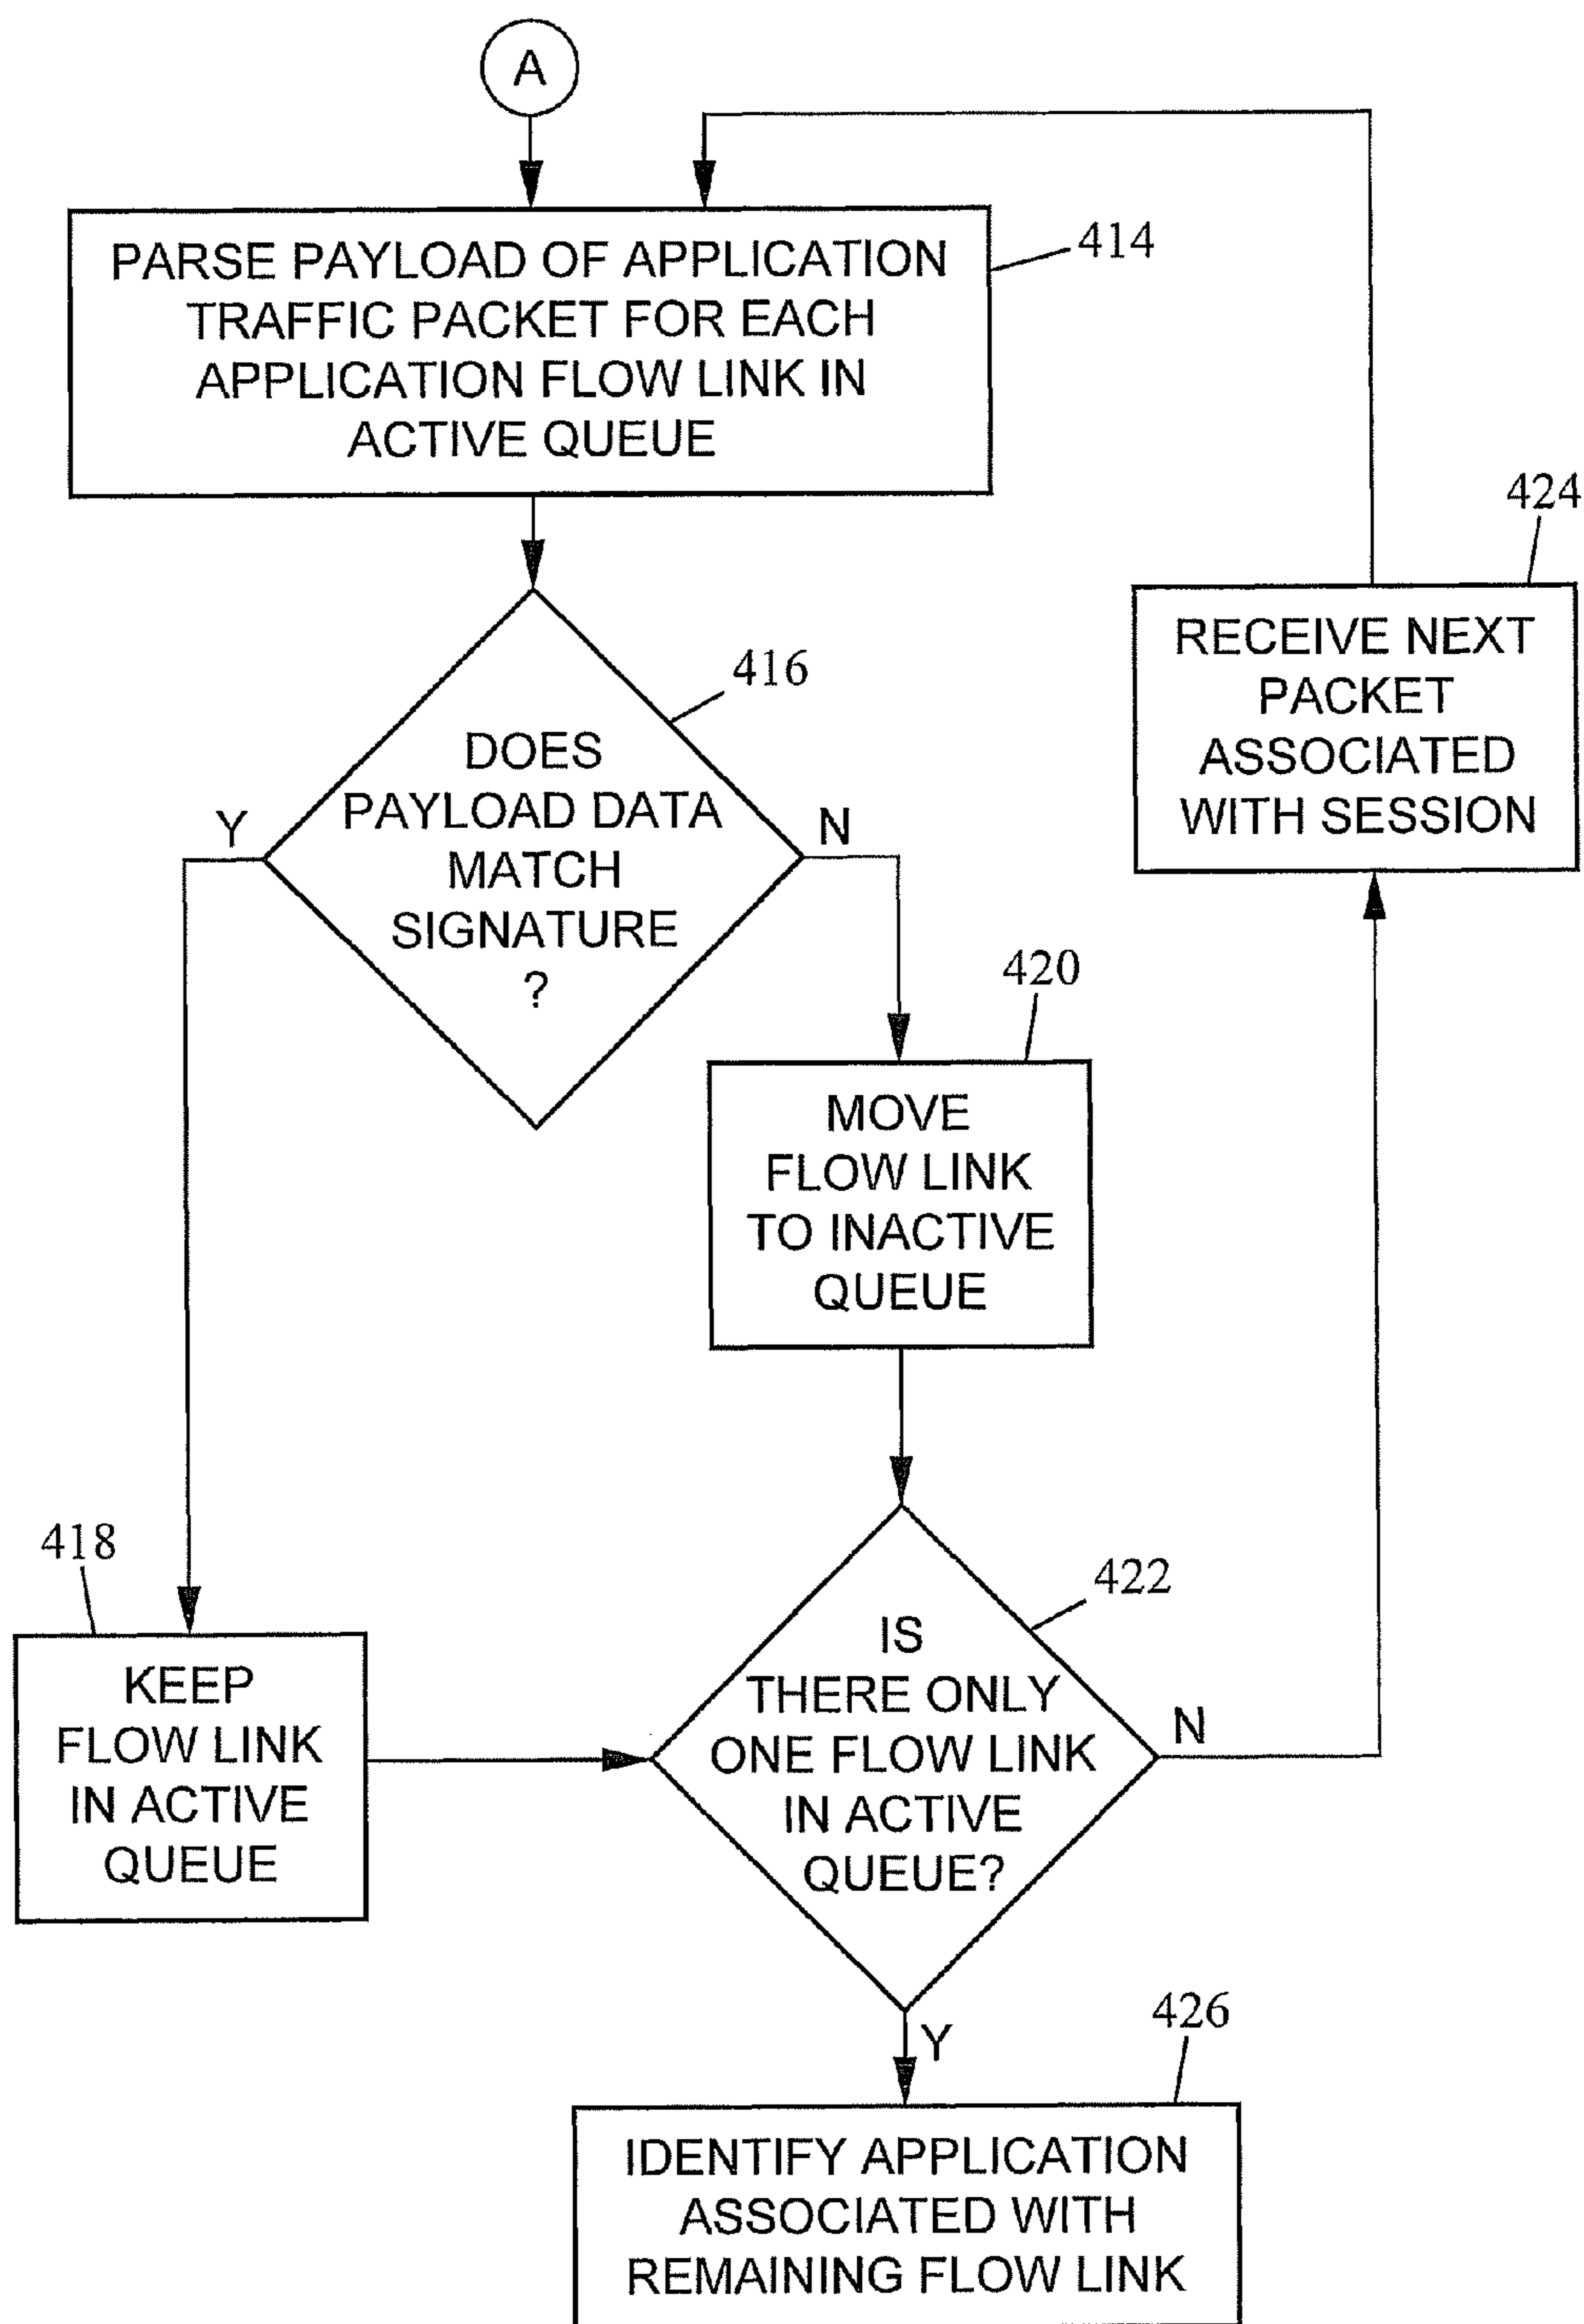 A
PARSE PAYLOAD OF APPLICATION
TRAFFIC PACKET FOR EACH
APPLICATION FLOW LINK IN
ACTIVE QUEUE
414
DOES
PAYLOAD DATA
MATCH
SIGNATURE
?
416
Y
N
424
RECEIVE NEXT
PACKET
ASSOCIATED
WITH SESSION
420
MOVE
FLOW LINK
TO INACTIVE
QUEUE
418
KEEP
FLOW LINK
IN ACTIVE
QUEUE
422
IS
THERE ONLY
ONE FLOW LINK
IN ACTIVE
QUEUE?
N
Y
426
IDENTIFY APPLICATION
ASSOCIATED WITH
REMAINING FLOW LINK